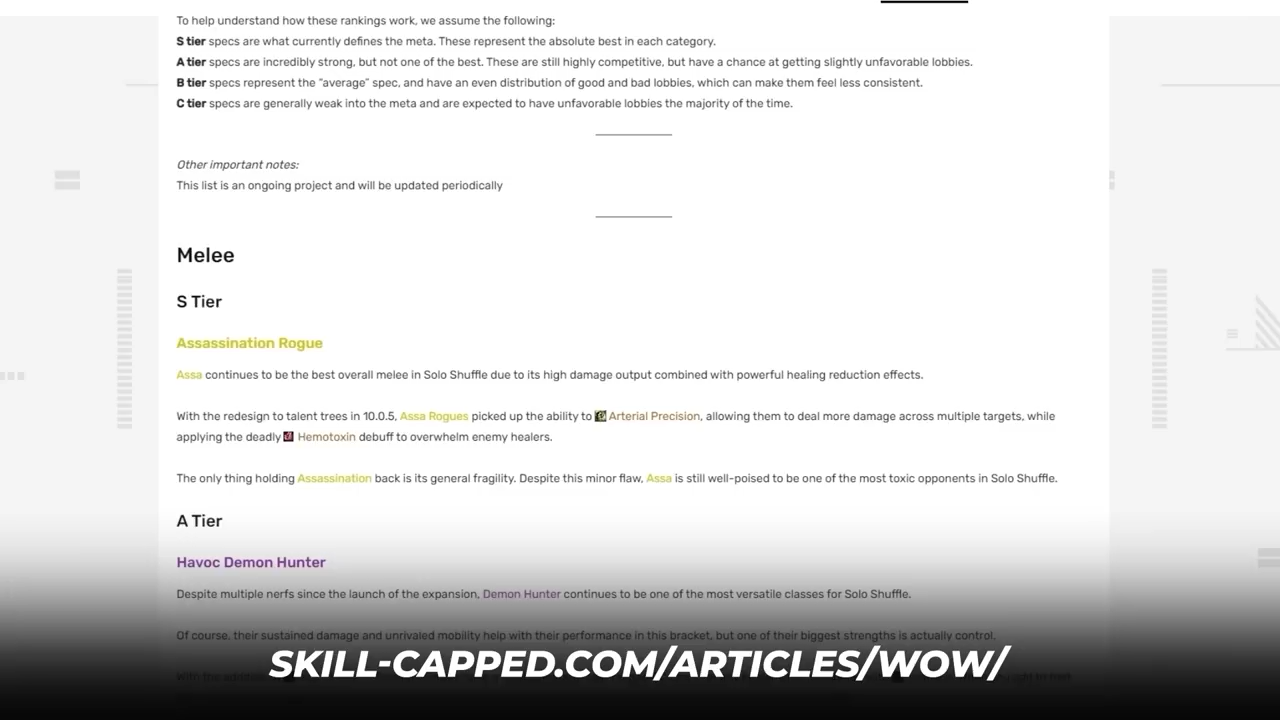 To help understand how these rankings work, we assume the following:
S tier specs are what currently defines the meta. These represent the absolute best in each category.
A tier specs are incredibly strong, but not one of the best. These are still highly competitive, but have a chance at getting slightly unfavorable lobbies.
B tier specs represent the "average" spec, and have an even distribution of good and bad lobbies, which can make them feel less consistent.
C tier specs are generally weak into the meta and are expected to have unfavorable lobbies the majority of the time.
Other important notes:
This list is an ongoing project and will be updated periodically
Melee
S Tier
Assassination Rogue
Assa continues to be the best overall melee in Solo Shuffle due to its high damage output combined with powerful healing reduction effects.
With the redesign to talent trees in 10.0.5, Assa Rogues picked up the ability to Arterial Precision, allowing them to deal more damage across multiple targets, while
applying the deadly Hemotoxin debuff to overwhelm enemy healers.
The only thing holding Assassination back is its general fragility. Despite this minor flaw, Assa is still well-poised to be one of the most toxic opponents in Solo Shuffle.
A Tier
Havoc Demon Hunter
Despite multiple nerfs since the launch of the expansion, Demon Hunter continues to be one of the most versatile classes for Solo Shuffle.
Of course, their sustained damage and unrivaled mobility help with their performance in this bracket, but one of their biggest strengths is actually control.
SKILL-CAPPED.COM/ARTICLES/WOW/